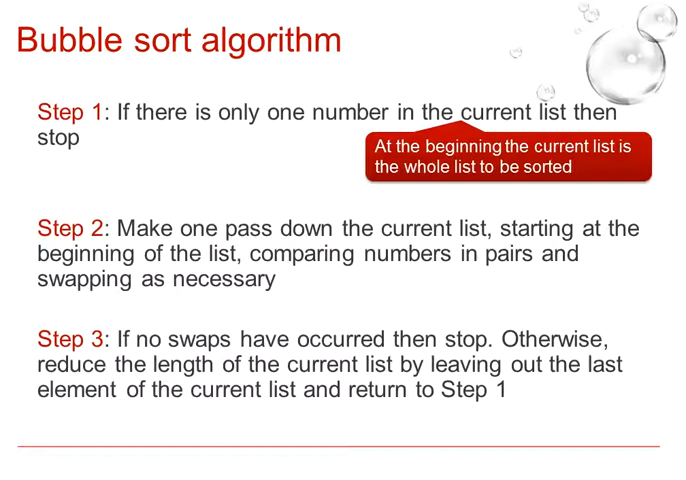 Bubble sort algorithm
Step 1: If there is only one number in the current list then
stop
At the beginning the current list is
the whole list to be sorted
Step 2: Make one pass down the current list, starting at the
beginning of the list, comparing numbers in pairs and
swapping as necessary
Step 3: If no swaps have occurred then stop. Otherwise,
reduce the length of the current list by leaving out the last
element of the current list and return to Step 1